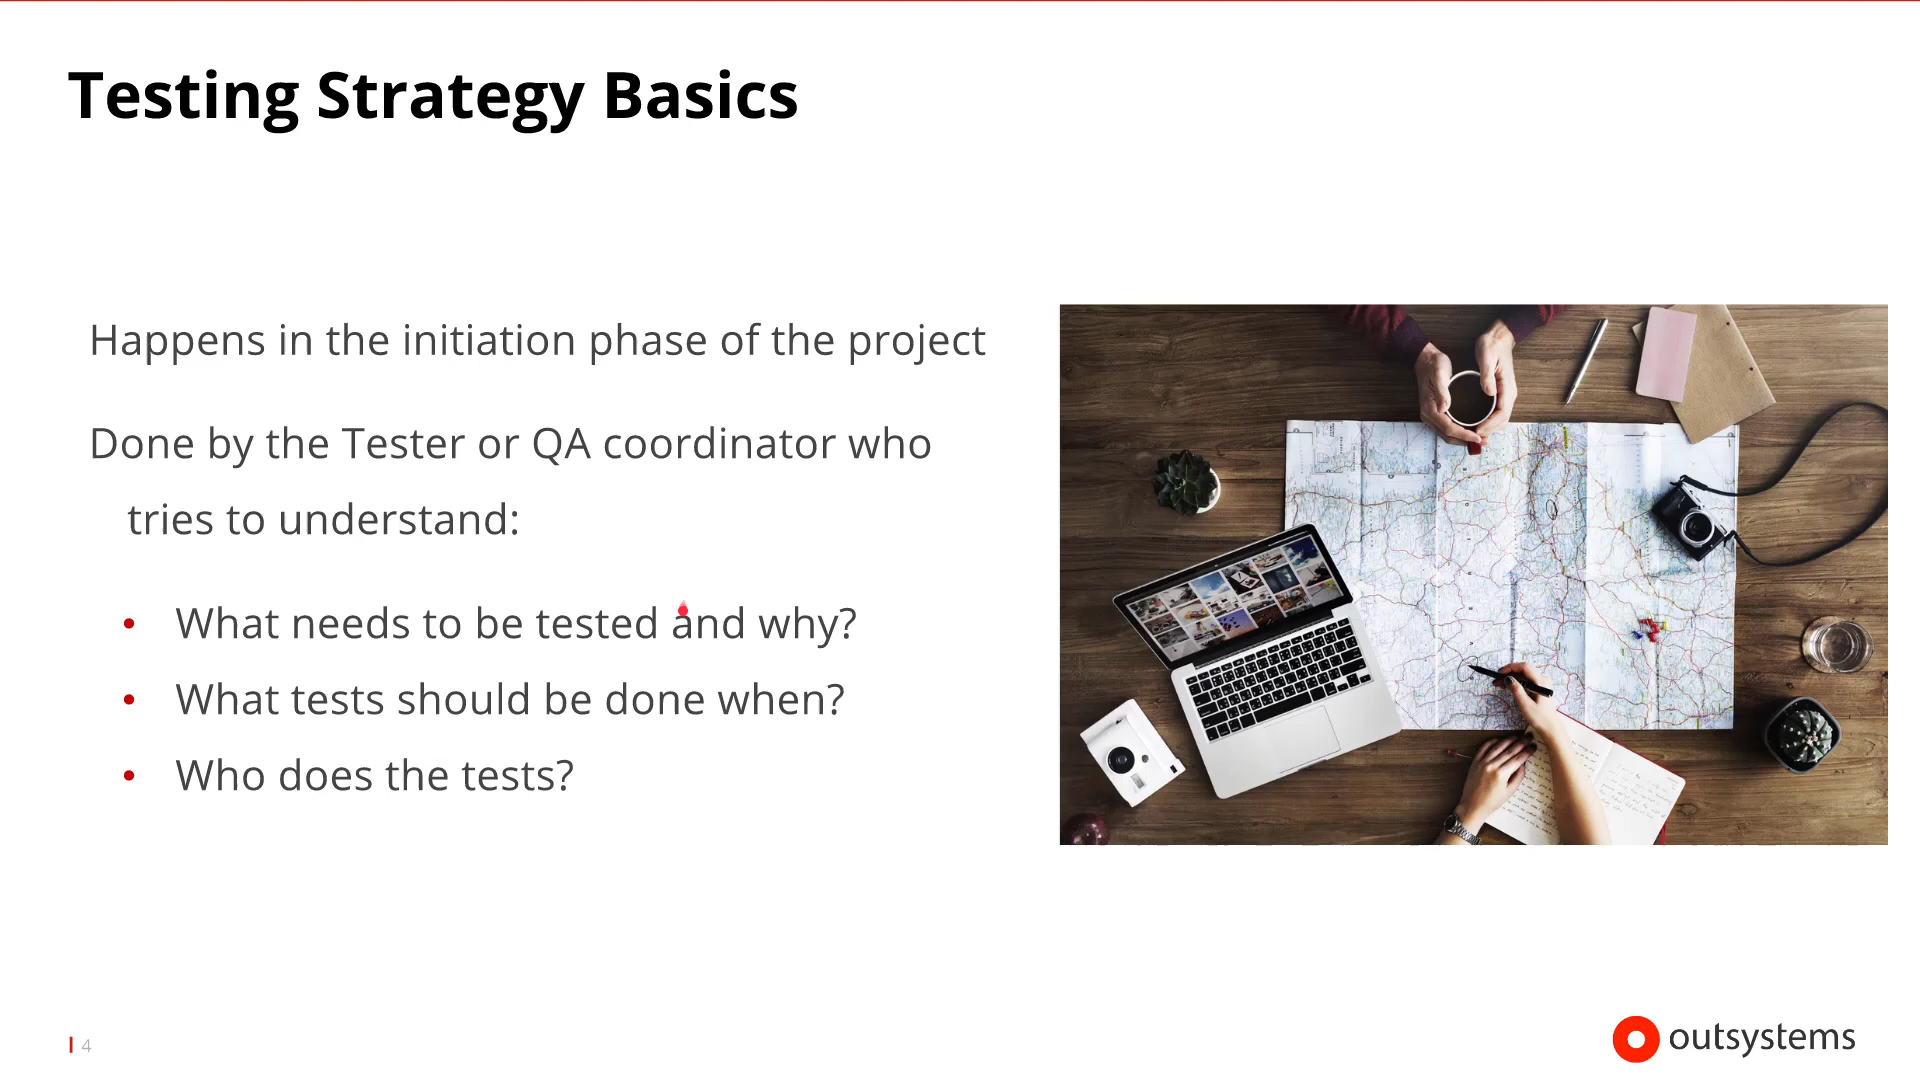 Testing Strategy Basics
Happens in the initiation phase of the project
Done by the Tester or QA coordinator who
tries to understand:
• What needs to be tested and why?
• What tests should be done when?
• Who does the tests?
4
outsystems